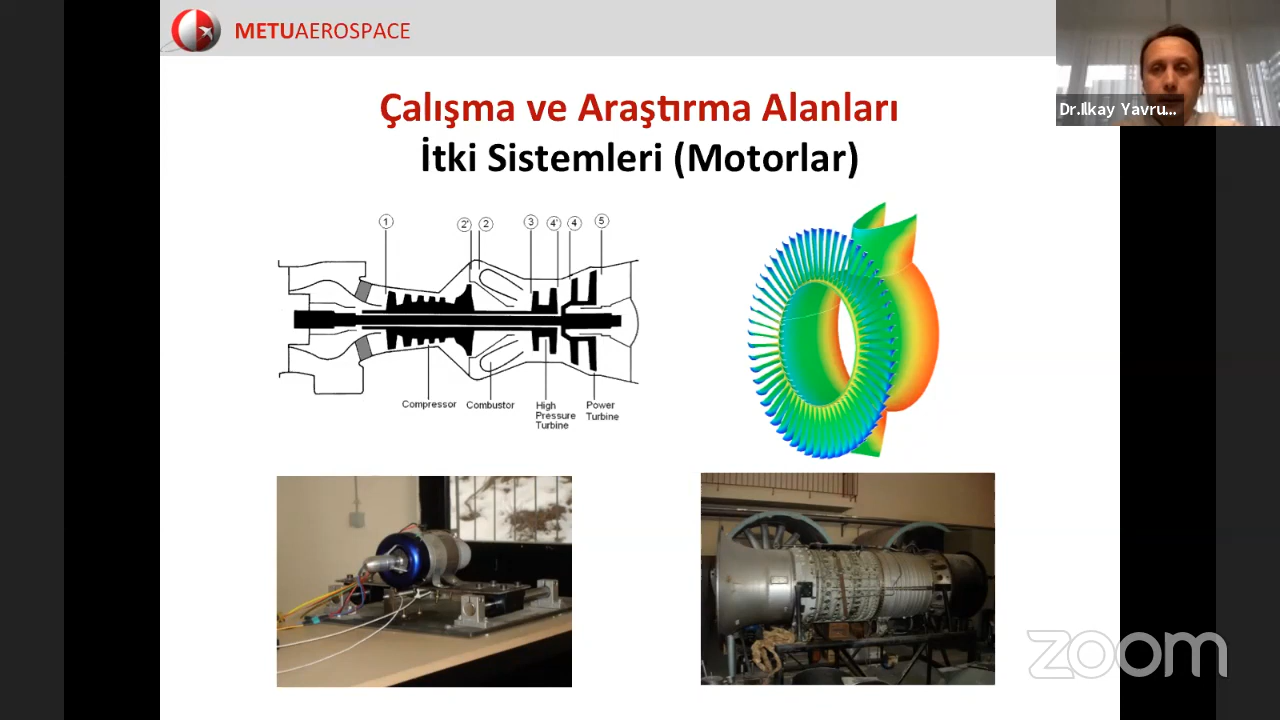 METUAEROSPACE
Dr.Ilkay Yavru...
Çalışma ve Araştırma Alanları
İtki Sistemleri (Motorlar)
1 2' 2 3 4' 4 5
Compressor Combustor High Pressure Turbine Power Turbine
zoom